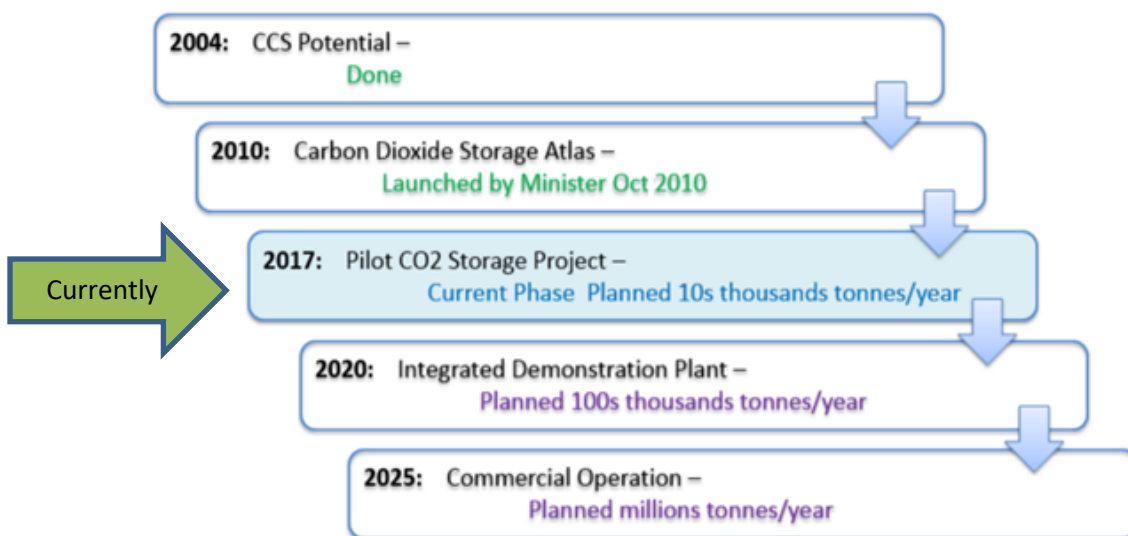 2004: CCS Potential –
Done
2010: Carbon Dioxide Storage Atlas –
Launched by Minister Oct 2010
Currently
2017: Pilot CO2 Storage Project –
Current Phase Planned 10s thousands tonnes/year
2020: Integrated Demonstration Plant –
Planned 100s thousands tonnes/year
2025: Commercial Operation –
Planned millions tonnes/year